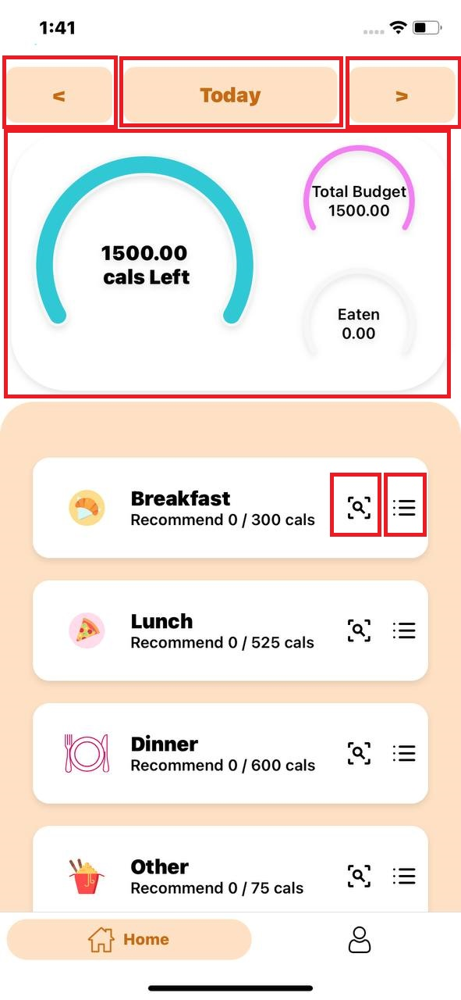 1:41
<
Today
>
1500.00
cals Left
Total Budget
1500.00
Eaten
0.00
Breakfast
Recommend 0 / 300 cals
Lunch
Recommend 0 / 525 cals
Dinner
Recommend 0 / 600 cals
Other
Recommend 0 / 75 cals
Home